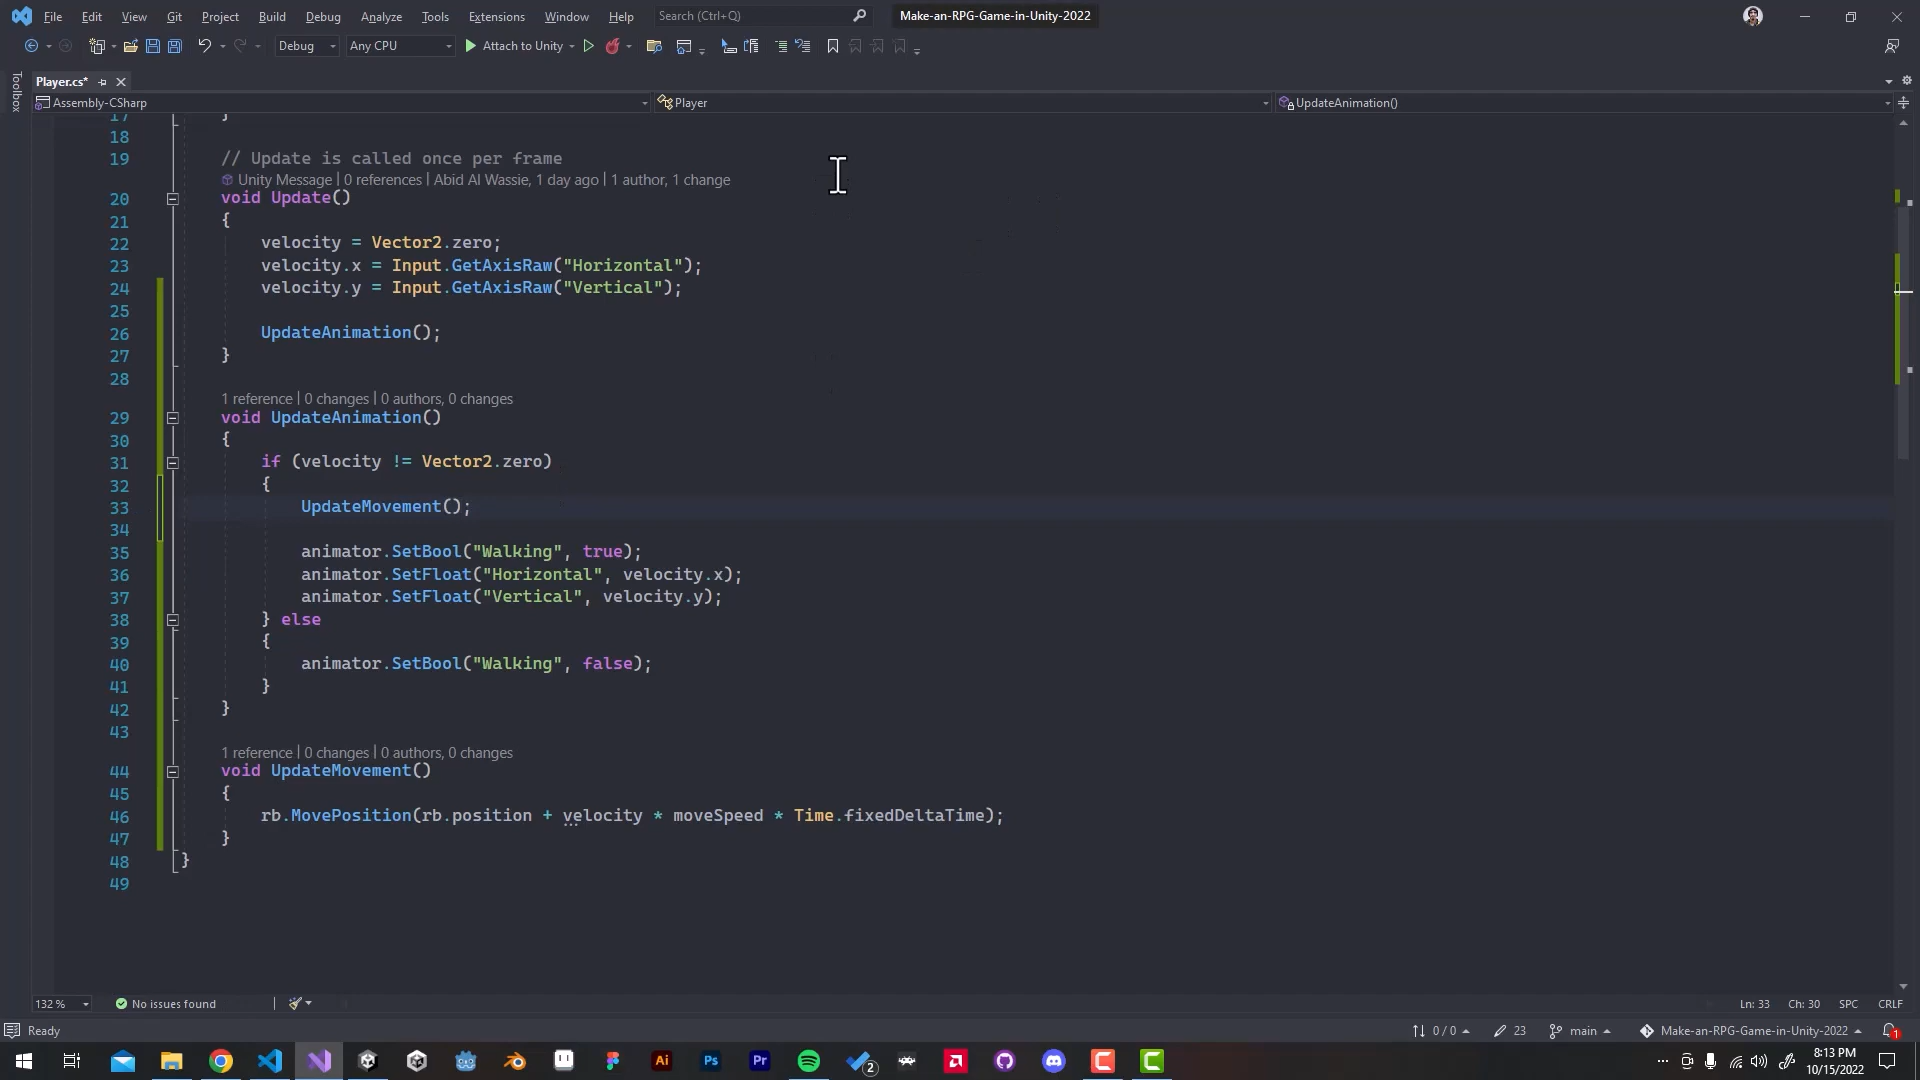 File Edit View Git Project Build Debug Analyze Tools Extensions Window Help Search (Ctrl+Q) Make-an-RPG-Game-in-Unity-2022
Debug Any CPU Attach to Unity
Toolbox
Player.cs*
Assembly-CSharp Player UpdateAnimation()
17 }
18
19 // Update is called once per frame
Unity Message | 0 references | Abid Al Wassie, 1 day ago | 1 author, 1 change
20 void Update()
21 {
22 velocity = Vector2.zero;
23 velocity.x = Input.GetAxisRaw("Horizontal");
24 velocity.y = Input.GetAxisRaw("Vertical");
25
26 UpdateAnimation();
27 }
28
1 reference | 0 changes | 0 authors, 0 changes
29 void UpdateAnimation()
30 {
31 if (velocity != Vector2.zero)
32 {
33 UpdateMovement();
34
35 animator.SetBool("Walking", true);
36 animator.SetFloat("Horizontal", velocity.x);
37 animator.SetFloat("Vertical", velocity.y);
38 } else
39 {
40 animator.SetBool("Walking", false);
41 }
42 }
43
1 reference | 0 changes | 0 authors, 0 changes
44 void UpdateMovement()
45 {
46 rb.MovePosition(rb.position + velocity * moveSpeed * Time.fixedDeltaTime);
47 }
48 }
49
132 % No issues found Ln: 33 Ch: 30 SPC CRLF
Ready 0 / 0 23 main Make-an-RPG-Game-in-Unity-2022 1
Ai Ps Pr 2 8:13 PM
10/15/2022